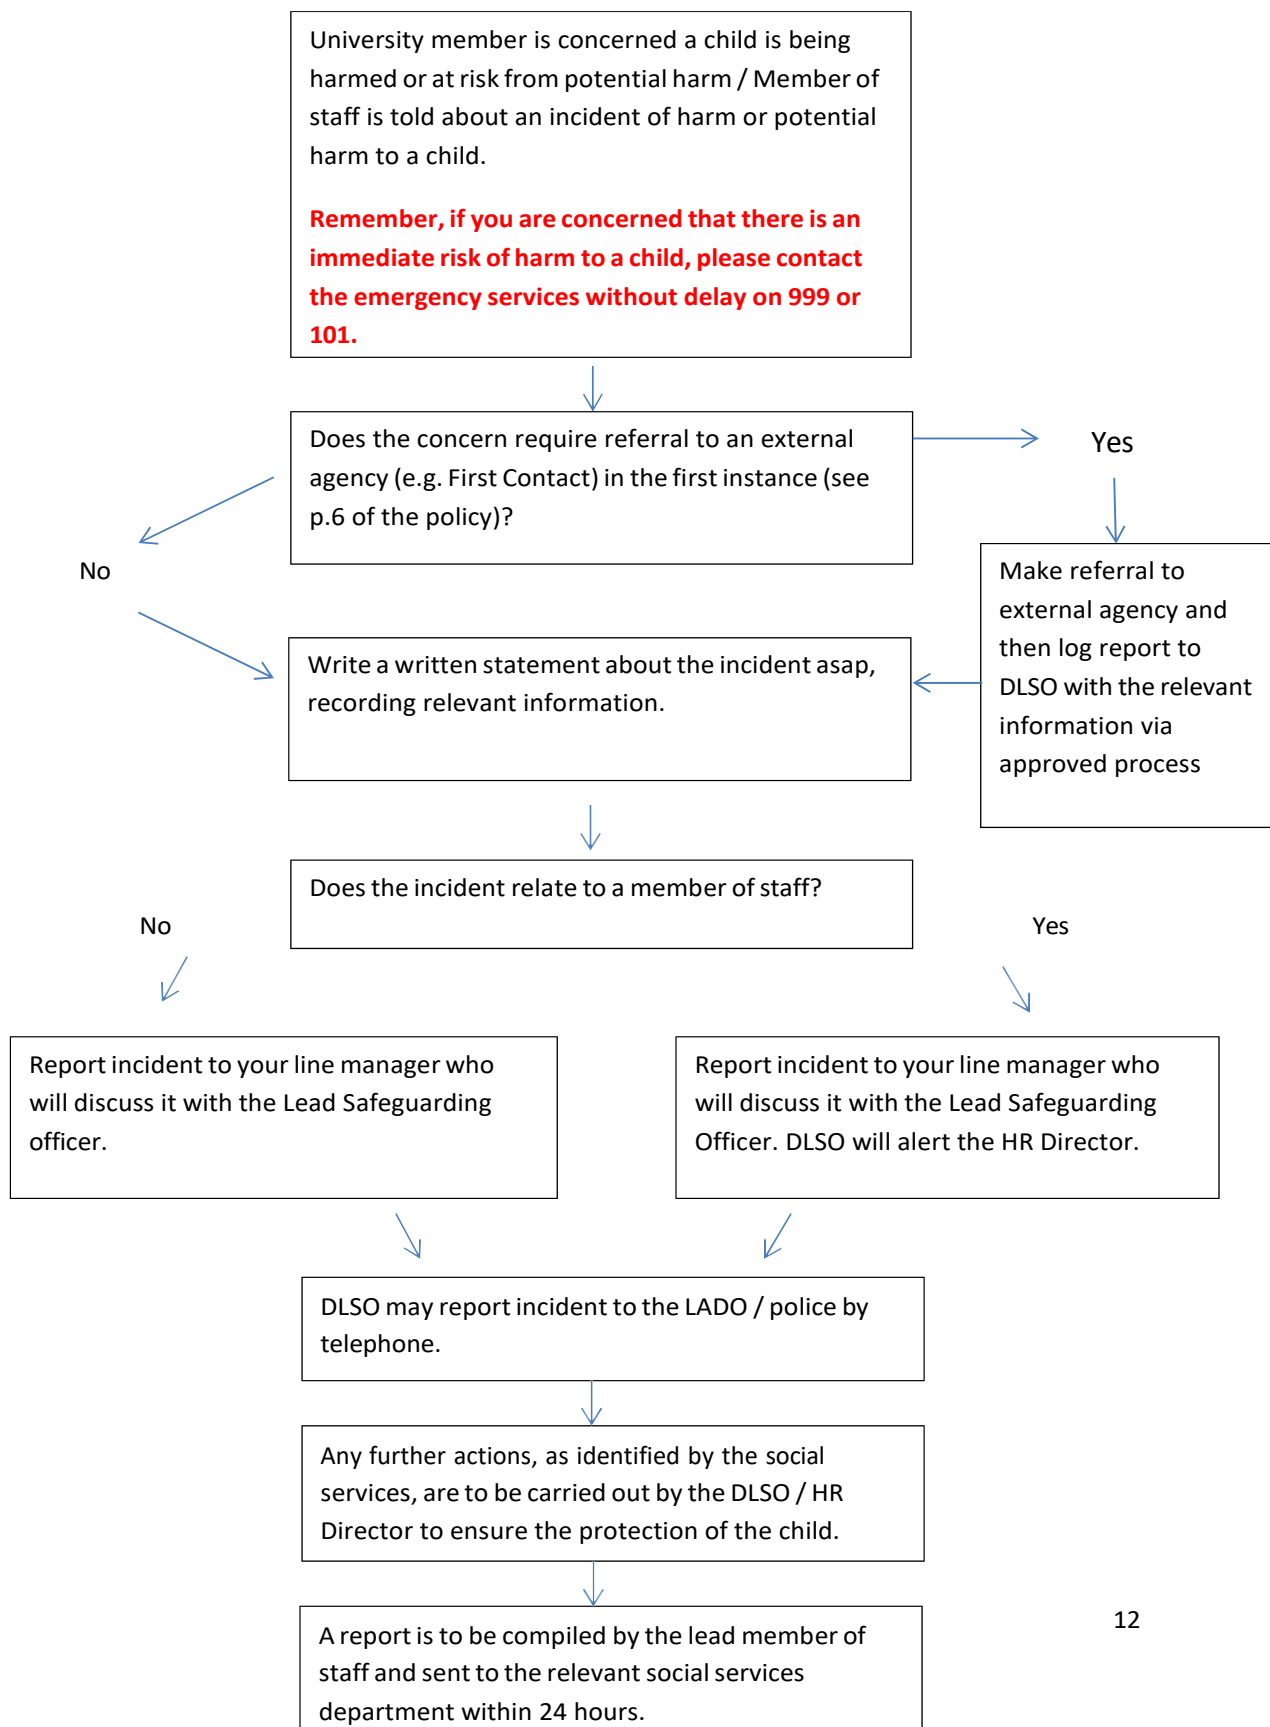 University member is concerned a child is being
harmed or at risk from potential harm / Member of
staff is told about an incident of harm or potential
harm to a child.
Remember, if you are concerned that there is an
immediate risk of harm to a child, please contact
the emergency services without delay on 999 or
101.
Does the concern require referral to an external
agency (e.g. First Contact) in the first instance (see
p.6 of the policy)?
Yes
No
Make referral to
external agency and
then log report to
DLSO with the relevant
information via
approved process
Write a written statement about the incident asap,
recording relevant information.
Does the incident relate to a member of staff?
No
Yes
Report incident to your line manager who
will discuss it with the Lead Safeguarding
officer.
Report incident to your line manager who
will discuss it with the Lead Safeguarding
Officer. DLSO will alert the HR Director.
DLSO may report incident to the LADO / police by
telephone.
Any further actions, as identified by the social
services, are to be carried out by the DLSO / HR
Director to ensure the protection of the child.
A report is to be compiled by the lead member of
staff and sent to the relevant social services
department within 24 hours.
12